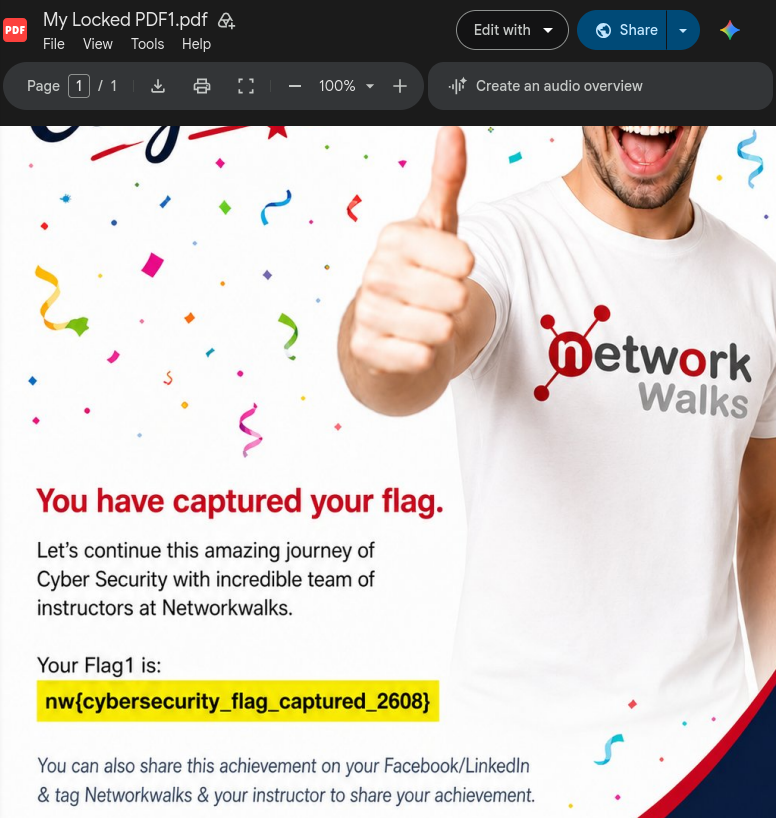 My Locked PDF1.pdf
File View Tools Help
Edit with
Share
Page 1 / 1
100%
Create an audio overview
network
Walks
You have captured your flag.
Let's continue this amazing journey of
Cyber Security with incredible team of
instructors at Networkwalks.
Your Flag1 is:
nw{cybersecurity_flag_captured_2608}
You can also share this achievement on your Facebook/LinkedIn
& tag Networkwalks & your instructor to share your achievement.